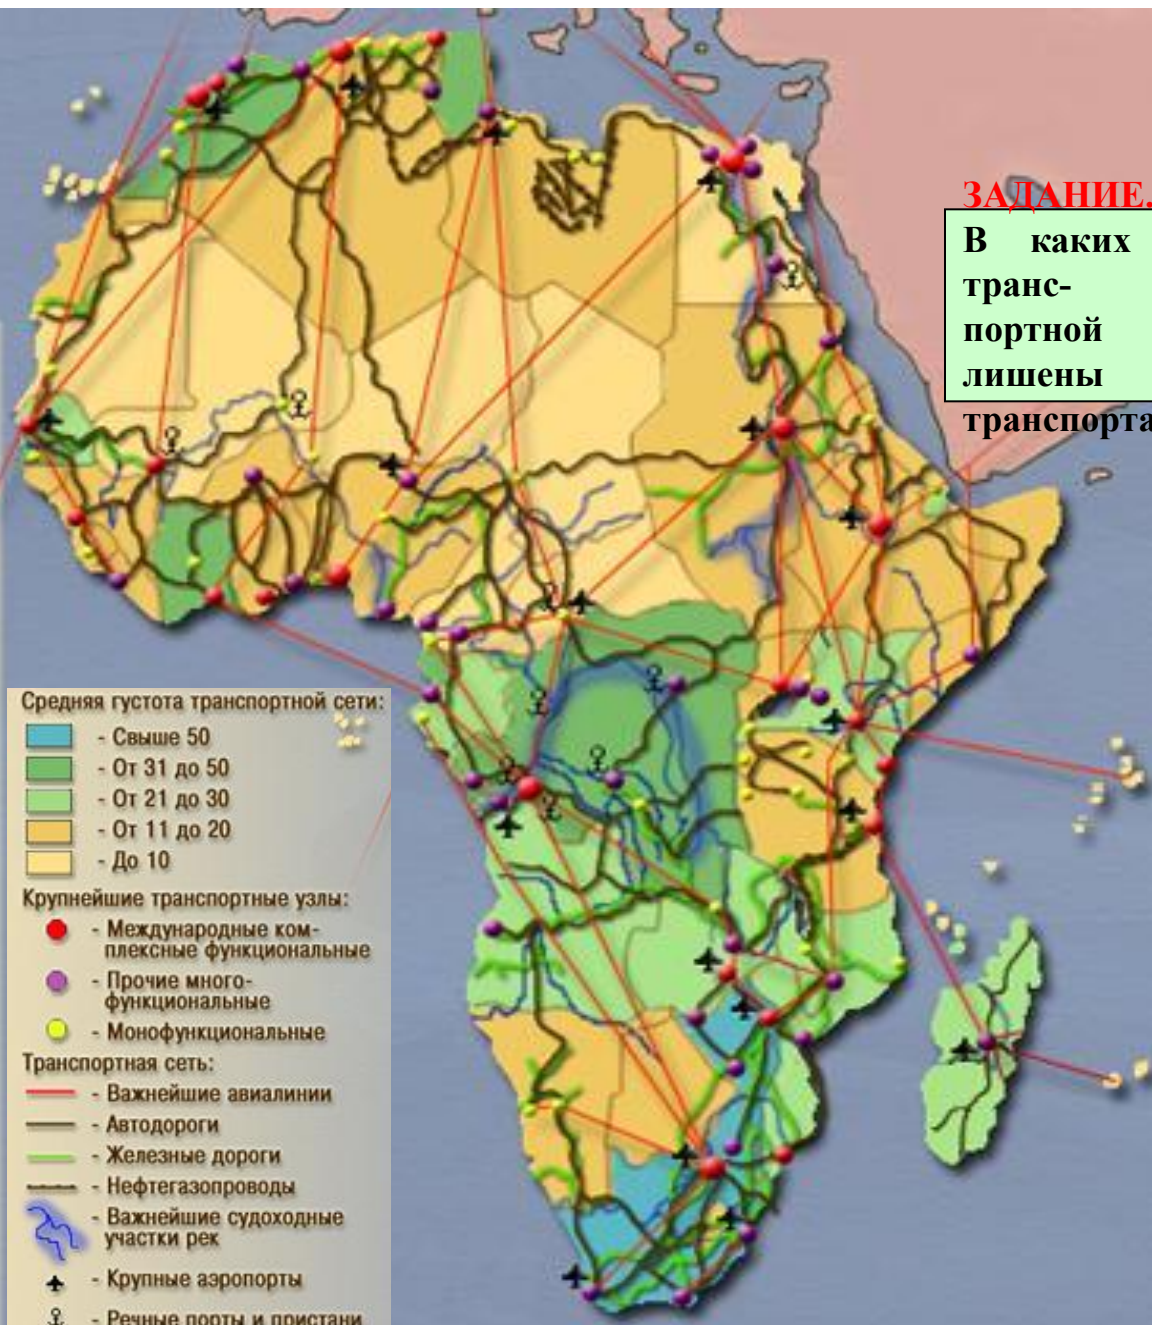 ЗАДАНИЕ.
В каких
транс-
портной
лишены
транспорта
Средняя густота транспортной сети:
- Свыше 50
- От 31 до 50
- От 21 до 30
- От 11 до 20
- До 10
Крупнейшие транспортные узлы:
- Международные ком-
плексные функциональные
- Прочие много-
функциональные
- Монофункциональные
Транспортная сеть:
- Важнейшие авиалинии
- Автодороги
- Железные дороги
- Нефтегазопроводы
- Важнейшие судоходные
участки рек
- Крупные аэропорты
- Речные порты и пристани